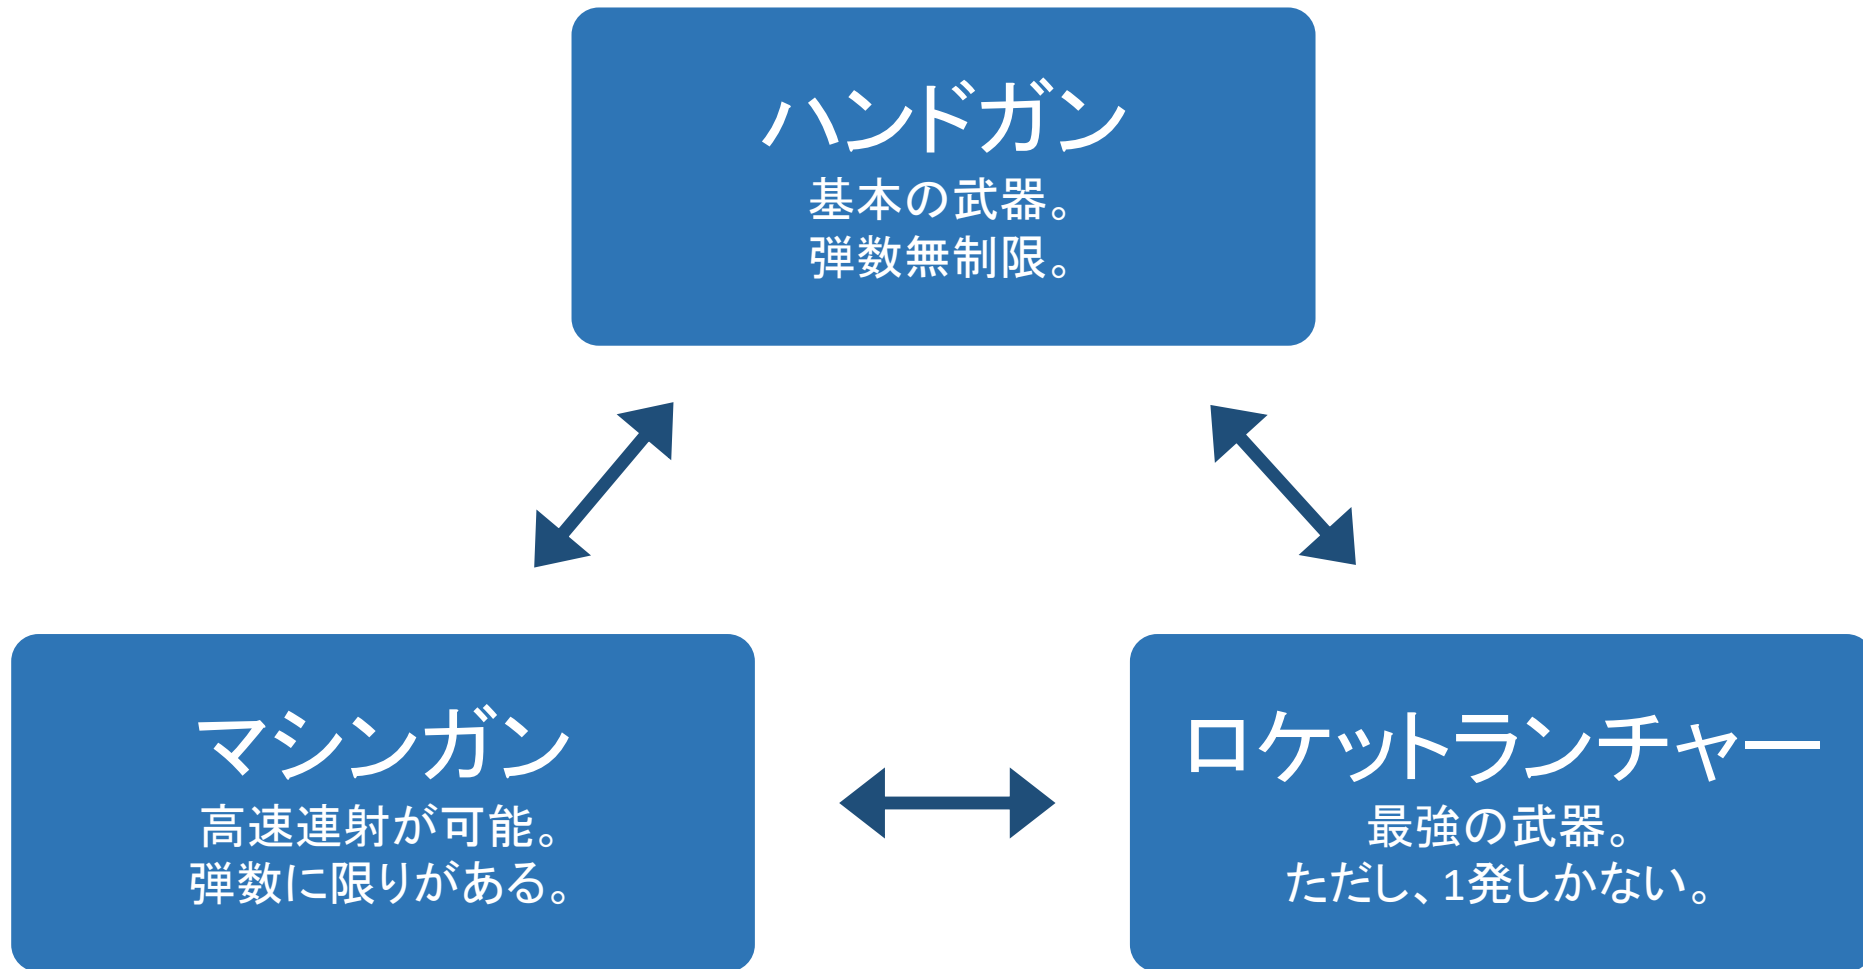 ハンドガン
基本の武器。
弾数無制限。
マシンガン
高速連射が可能。
弾数に限りがある。
ロケットランチャー
最強の武器。
ただし、1発しかない。